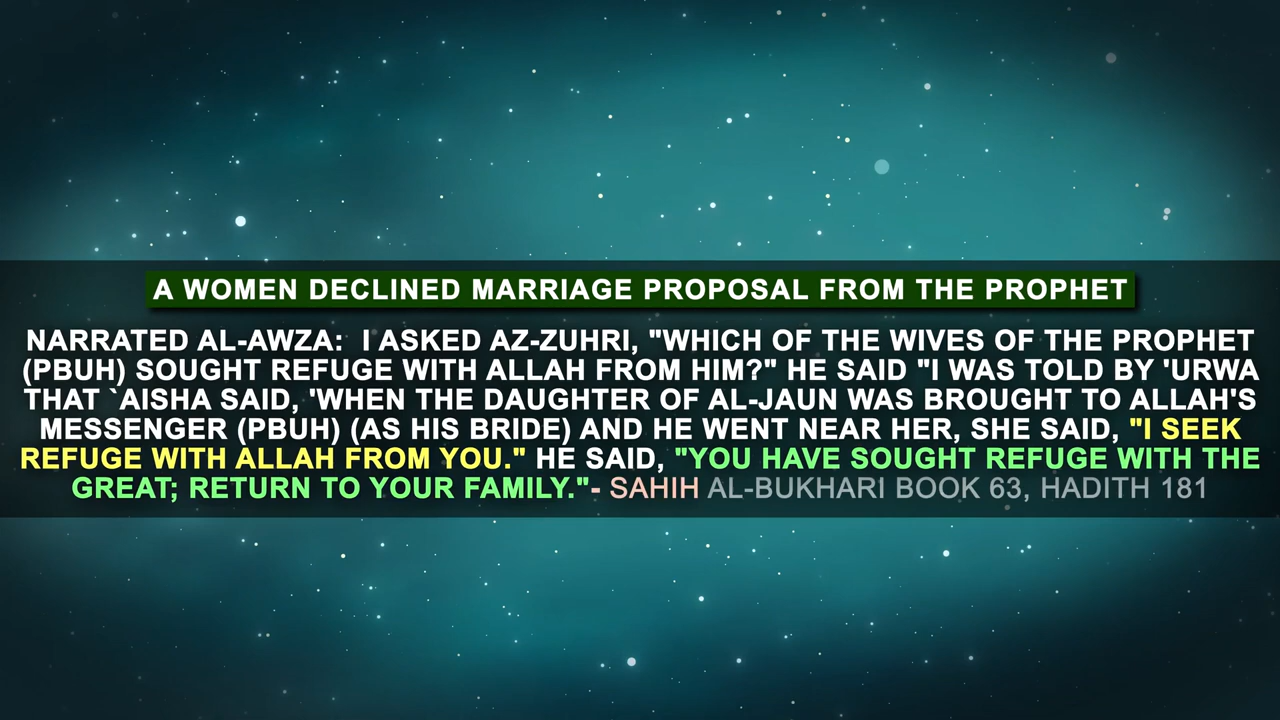 A WOMEN DECLINED MARRIAGE PROPOSAL FROM THE PROPHET
NARRATED AL-AWZA: I ASKED AZ-ZUHRI, "WHICH OF THE WIVES OF THE PROPHET
(PBUH) SOUGHT REFUGE WITH ALLAH FROM HIM?" HE SAID "I WAS TOLD BY 'URWA
THAT `AISHA SAID, 'WHEN THE DAUGHTER OF AL-JAUN WAS BROUGHT TO ALLAH'S
MESSENGER (PBUH) (AS HIS BRIDE) AND HE WENT NEAR HER, SHE SAID, "I SEEK
REFUGE WITH ALLAH FROM YOU." HE SAID, "YOU HAVE SOUGHT REFUGE WITH THE
GREAT; RETURN TO YOUR FAMILY."- SAHIH AL-BUKHARI BOOK 63, HADITH 181